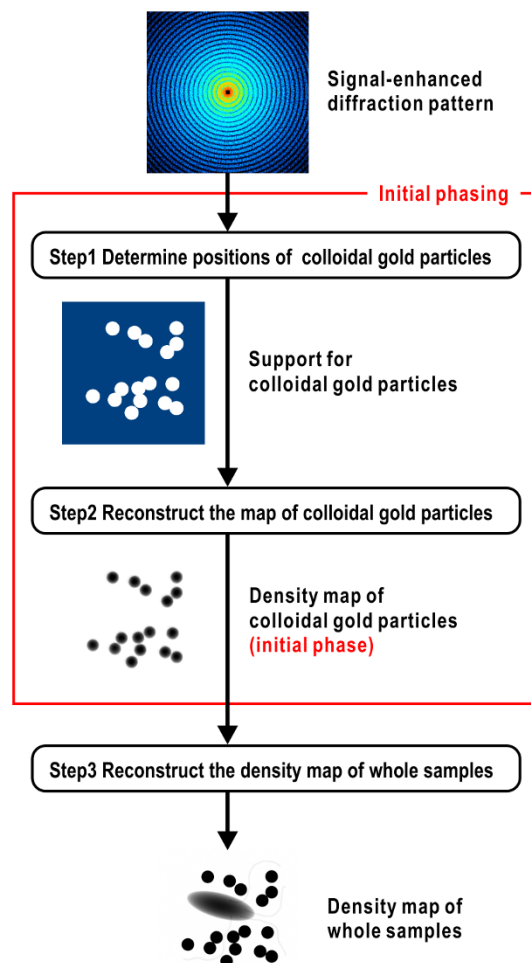 Signal-enhanced
diffraction pattern
Initial phasing
Step1 Determine positions of colloidal gold particles
Support for
colloidal gold particles
Step2 Reconstruct the map of colloidal gold particles
Density map of
colloidal gold particles
(initial phase)
Step3 Reconstruct the density map of whole samples
Density map of
whole samples